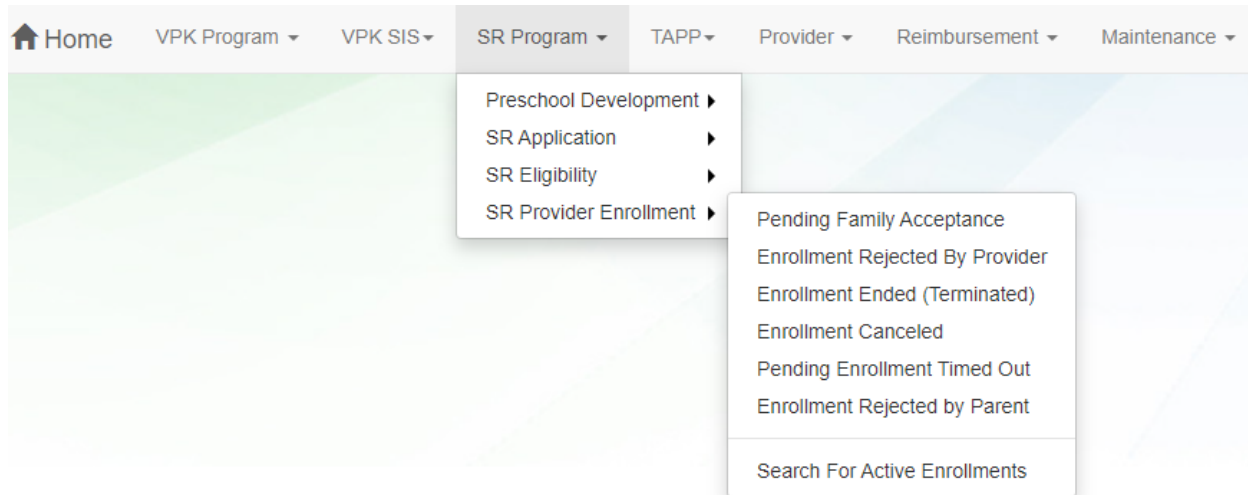 Home VPK Program VPK SIS SR Program TAPP Provider Reimbursement Maintenance
Preschool Development
SR Application
SR Eligibility
SR Provider Enrollment
Pending Family Acceptance
Enrollment Rejected By Provider
Enrollment Ended (Terminated)
Enrollment Canceled
Pending Enrollment Timed Out
Enrollment Rejected by Parent
Search For Active Enrollments